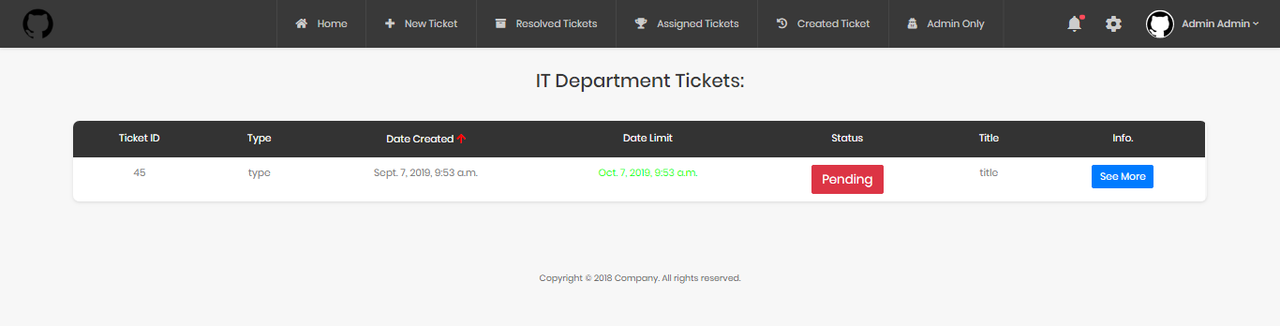 Home New Ticket Resolved Tickets Assigned Tickets Created Ticket Admin Only Admin Admin
IT Department Tickets:
Ticket ID Type Date Created Date Limit Status Title Info.
45 type Sept. 7, 2019, 9:53 a.m. Oct. 7, 2019, 9:53 a.m. Pending title See More
Copyright © 2018 Company. All rights reserved.